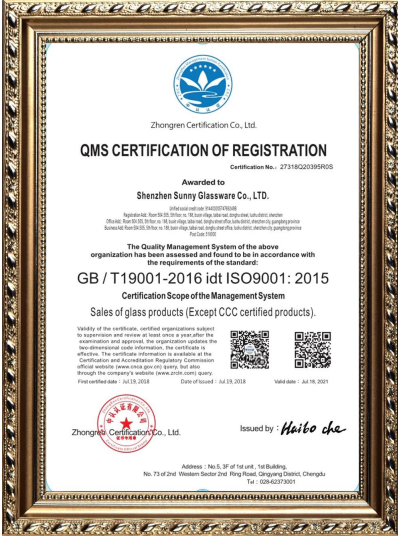 Zhongren Certification Co., Ltd.
QMS CERTIFICATION OF REGISTRATION
Certification No.: 27318Q20395R0S
Awarded to
Shenzhen Sunny Glassware Co., LTD.
The Quality Management System of the above
organization has been assessed and found to be in accordance with
the requirements of the standard:
GB / T19001-2016 idt ISO9001: 2015
Certification Scope of the Management System
Sales of glass products (Except CCC certified products).
Validity of the certificate, certified organizations subject
to supervision and review at least once a year,after the
examination and approval, the organization updates the
two-dimensional code information, the certificate is
effective. The certificate information is available at the
Certification and Accreditation Regulatory Commission
official website (www.cnca.gov.cn) query, but also
through the company's website (www.zrcln.com) query.
First certified date : Jul.19, 2018 Date of Issued : Jul.19, 2018 Valid date : Jul.18, 2021
Zhongren Certification Co., Ltd.
Issued by : Haibo che
Address : No.5, 3F of 1st unit , 1st Building,
No. 73 of 2nd Western Sector 2nd Ring Road, Qingyang District, Chengdu
Tel : 028-62373001